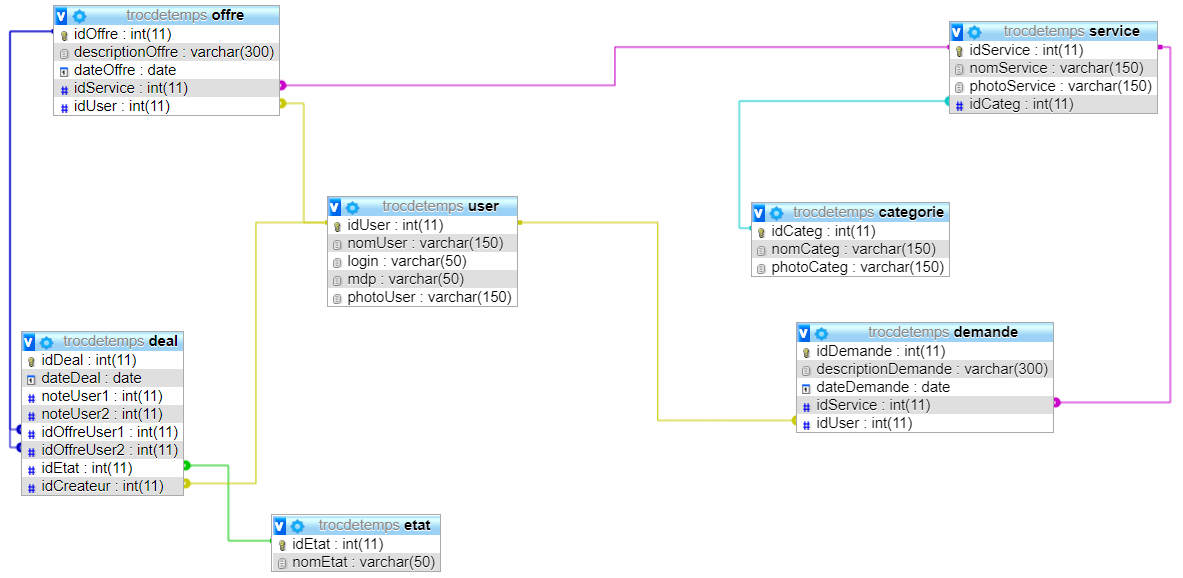 trocdetemps offre
idOffre : int(11)
descriptionOffre : varchar(300)
dateOffre : date
idService : int(11)
idUser : int(11)
trocdetemps service
idService : int(11)
nomService : varchar(150)
photoService : varchar(150)
idCateg : int(11)
trocdetemps user
idUser : int(11)
nomUser : varchar(150)
login : varchar(50)
mdp : varchar(50)
photoUser : varchar(150)
trocdetemps categorie
idCateg : int(11)
nomCateg : varchar(150)
photoCateg : varchar(150)
trocdetemps deal
idDeal : int(11)
dateDeal : date
noteUser1 : int(11)
noteUser2 : int(11)
idOffreUser1 : int(11)
idOffreUser2 : int(11)
idEtat : int(11)
idCreateur : int(11)
trocdetemps demande
idDemande : int(11)
descriptionDemande : varchar(300)
dateDemande : date
idService : int(11)
idUser : int(11)
trocdetemps etat
idEtat : int(11)
nomEtat : varchar(50)